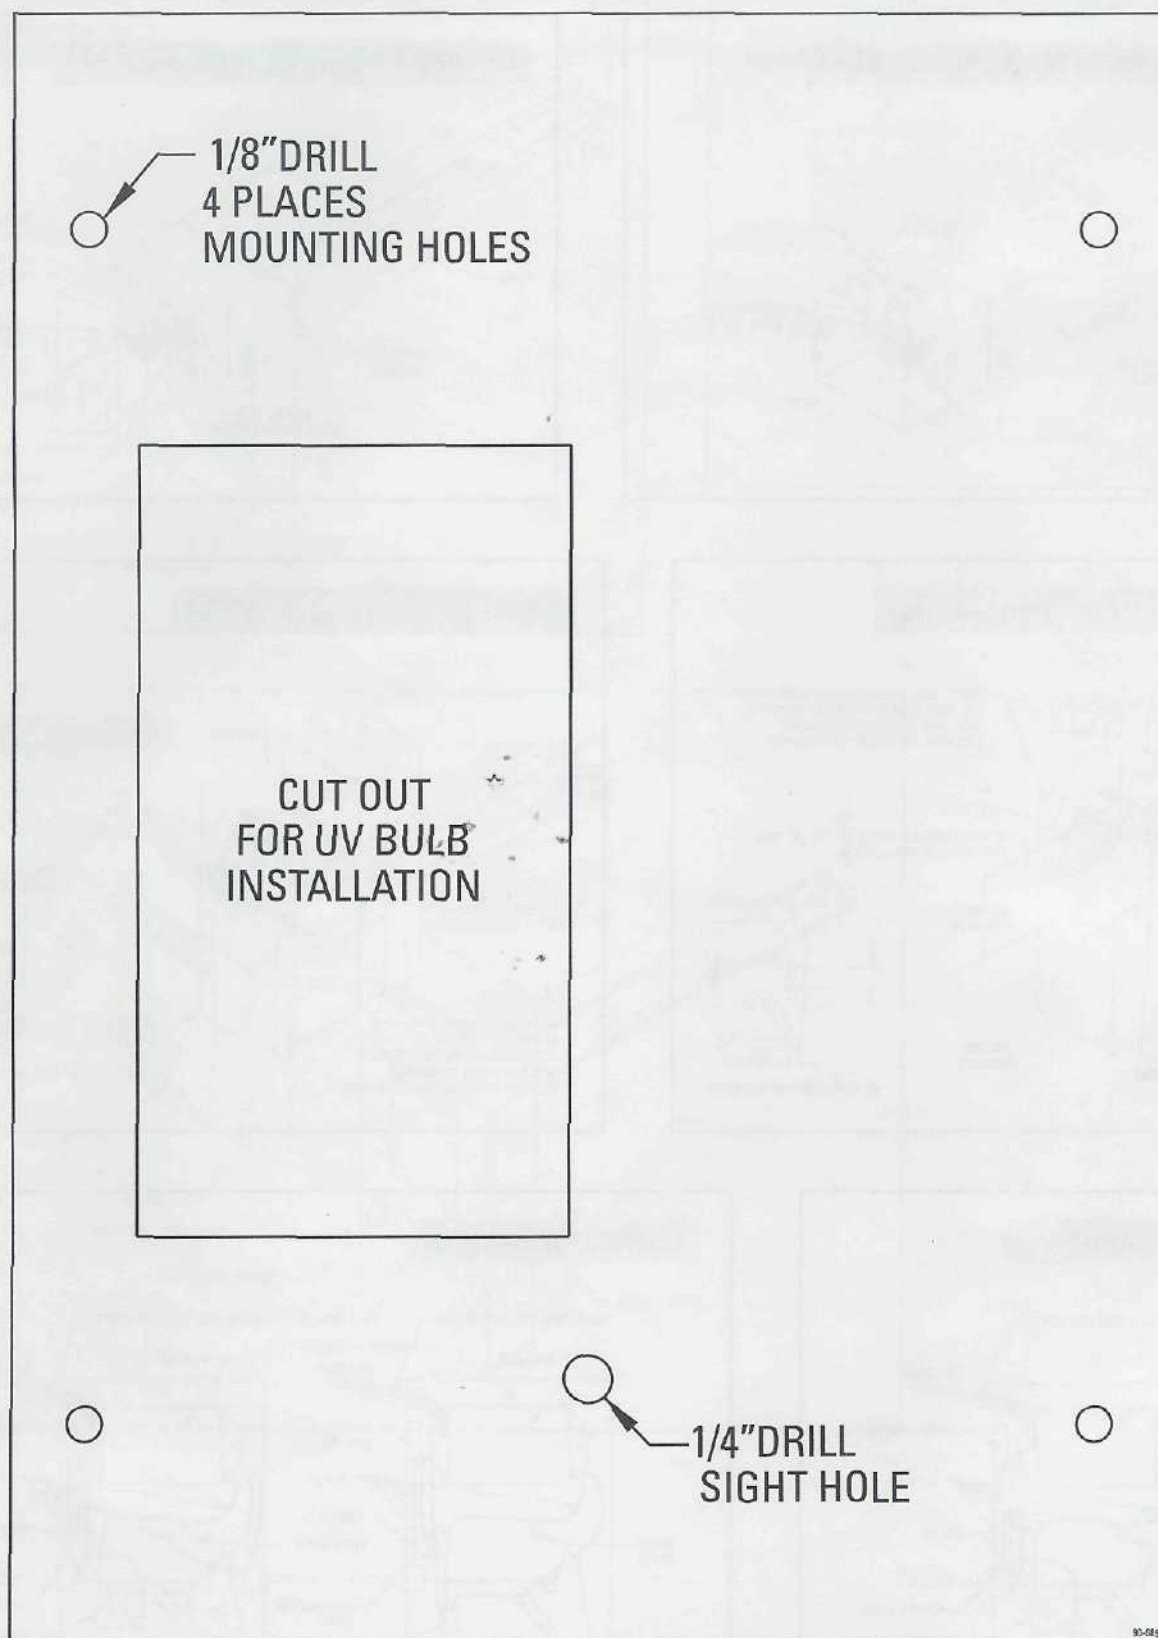 1/8″DRILL
4 PLACES
MOUNTING HOLES
CUT OUT
FOR UV BULB
INSTALLATION
1/4″DRILL
SIGHT HOLE